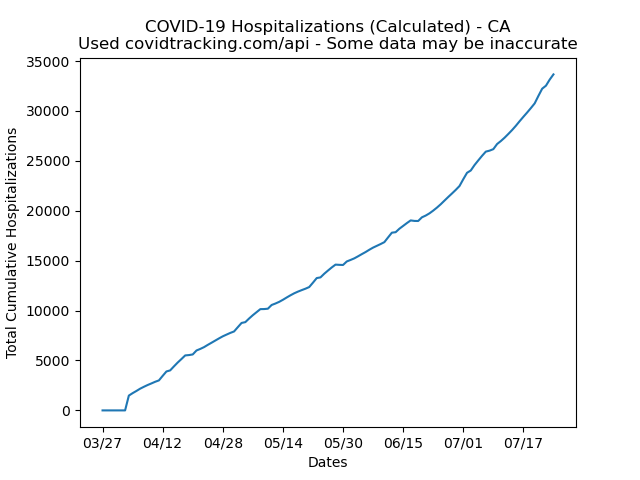 COVID-19 Hospitalizations (Calculated) - CA
Used covidtracking.com/api - Some data may be inaccurate
Total Cumulative Hospitalizations
35000
30000
25000
20000
15000
10000
5000
0
03/27 04/12 04/28 05/14 05/30 06/15 07/01 07/17
Dates